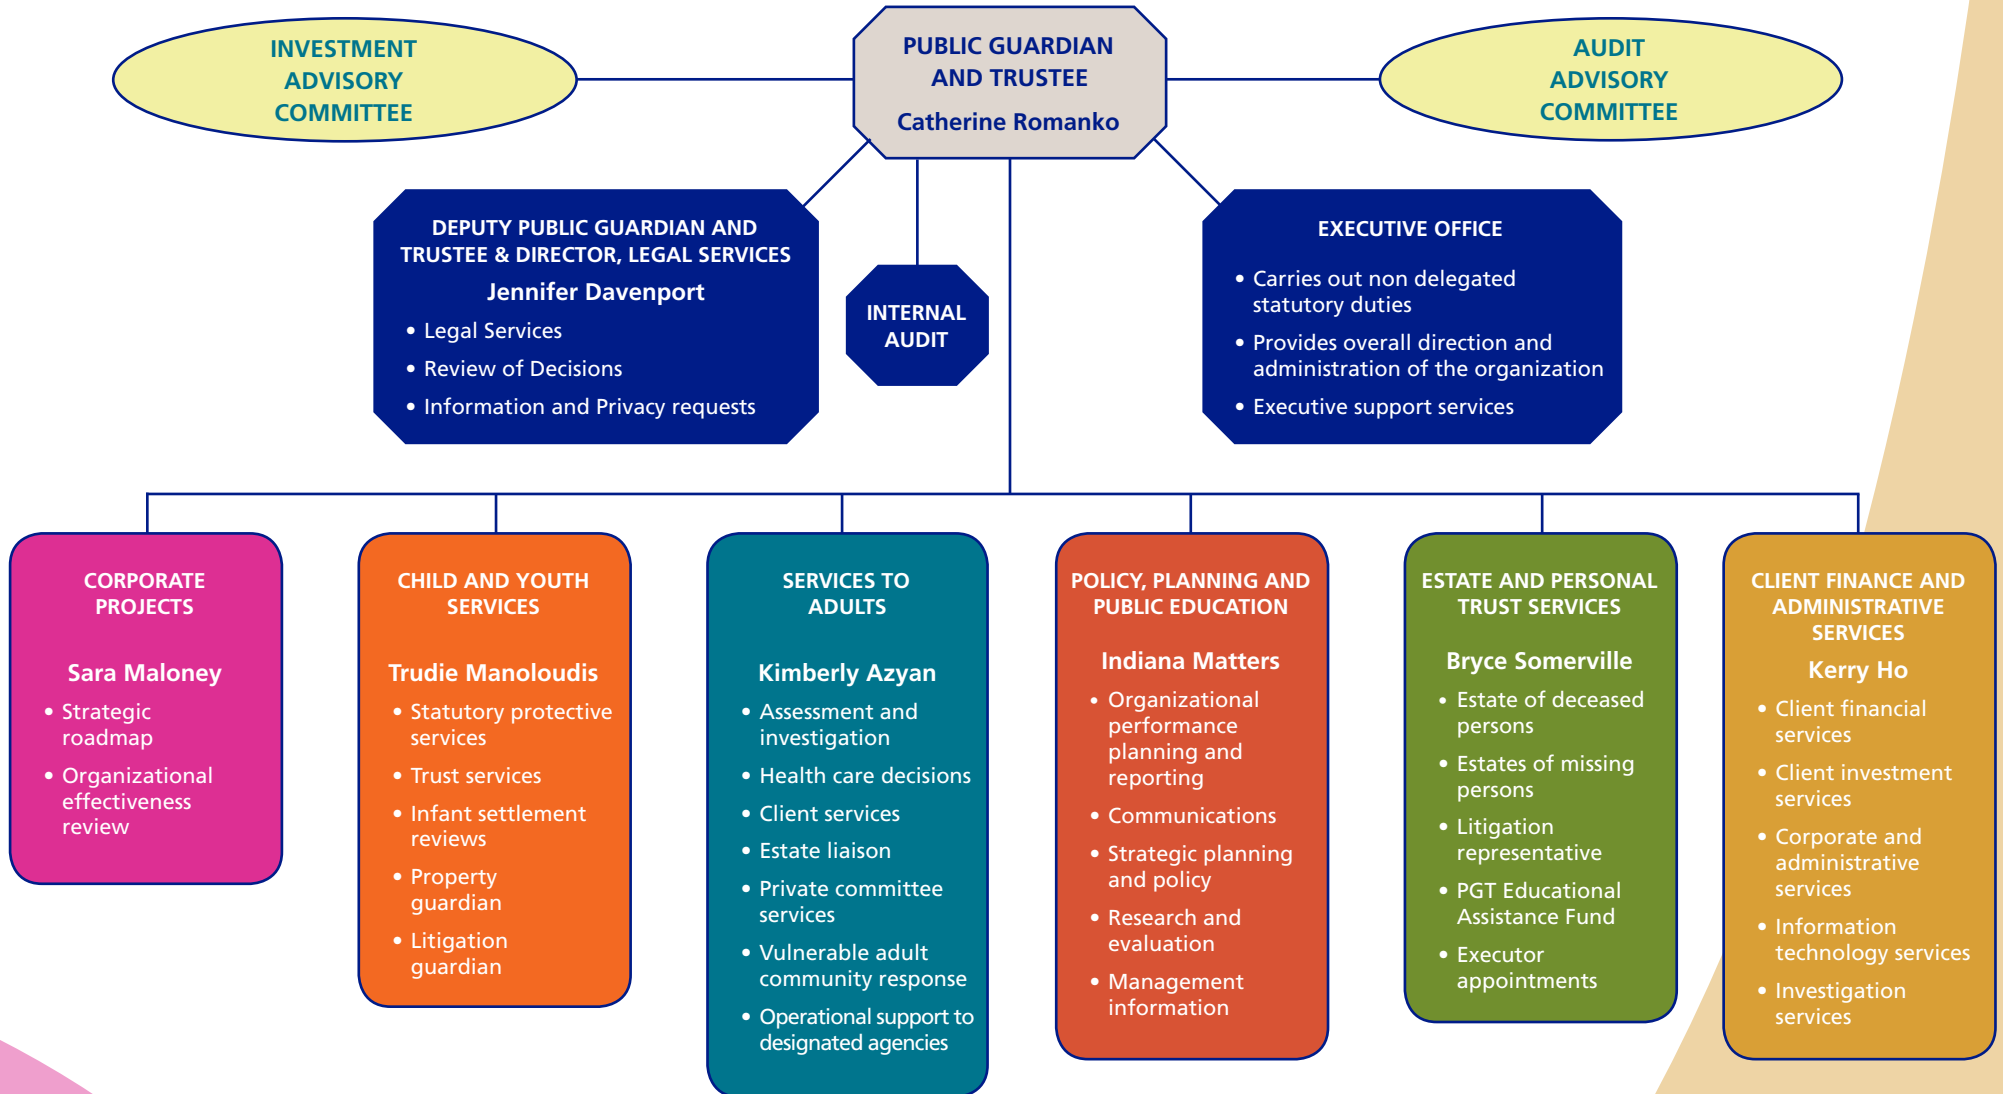 INVESTMENT
ADVISORY
COMMITTEE
PUBLIC GUARDIAN
AND TRUSTEE
Catherine Romanko
AUDIT
ADVISORY
COMMITTEE
DEPUTY PUBLIC GUARDIAN AND
TRUSTEE & DIRECTOR, LEGAL SERVICES
Jennifer Davenport
• Legal Services
• Review of Decisions
• Information and Privacy requests
INTERNAL
AUDIT
EXECUTIVE OFFICE
• Carries out non delegated
statutory duties
• Provides overall direction and
administration of the organization
• Executive support services
CORPORATE
PROJECTS
Sara Maloney
• Strategic
roadmap
• Organizational
effectiveness
review
CHILD AND YOUTH
SERVICES
Trudie Manoloudis
• Statutory protective
services
• Trust services
• Infant settlement
reviews
• Property
guardian
• Litigation
guardian
SERVICES TO
ADULTS
Kimberly Azyan
• Assessment and
investigation
• Health care decisions
• Client services
• Estate liaison
• Private committee
services
• Vulnerable adult
community response
• Operational support to
designated agencies
POLICY, PLANNING AND
PUBLIC EDUCATION
Indiana Matters
• Organizational
performance
planning and
reporting
• Communications
• Strategic planning
and policy
• Research and
evaluation
• Management
information
ESTATE AND PERSONAL
TRUST SERVICES
Bryce Somerville
• Estate of deceased
persons
• Estates of missing
persons
• Litigation
representative
• PGT Educational
Assistance Fund
• Executor
appointments
CLIENT FINANCE AND
ADMINISTRATIVE
SERVICES
Kerry Ho
• Client financial
services
• Client investment
services
• Corporate and
administrative
services
• Information
technology services
• Investigation
services